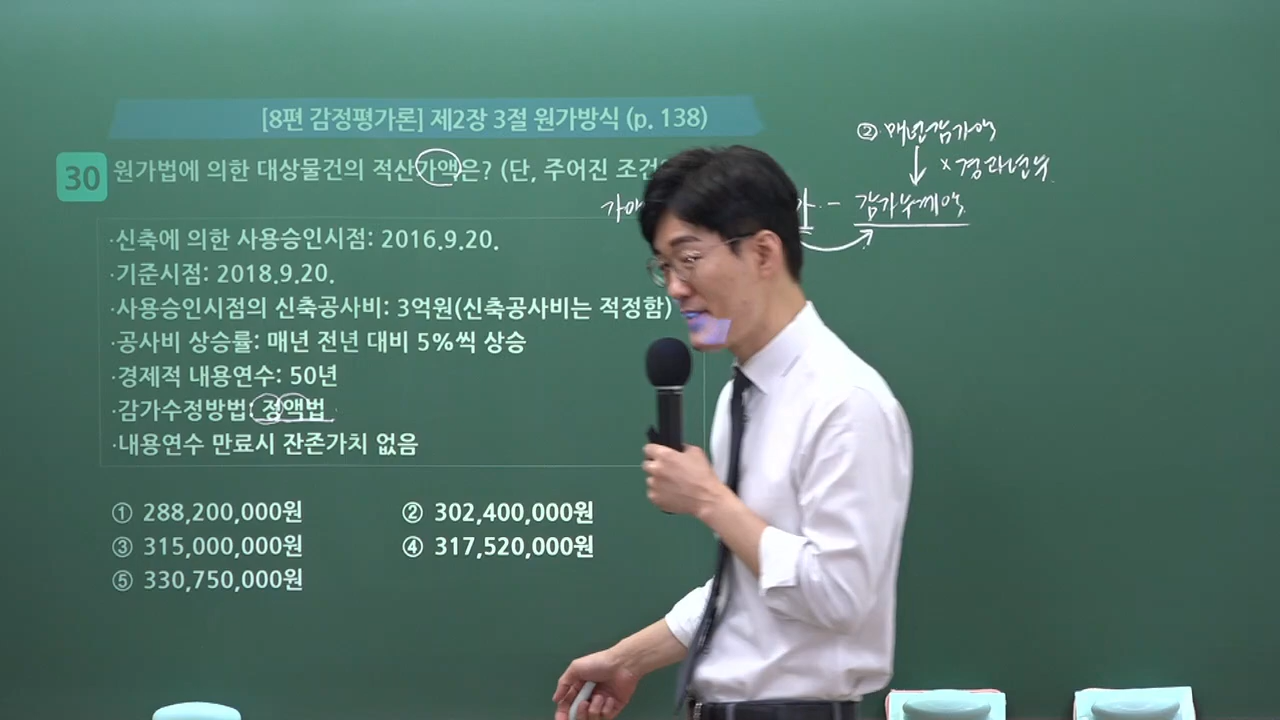 [8편 감정평가론] 제2장 3절 원가방식 (p. 138)
30 원가법에 의한 대상물건의 적산가액은? (단, 주어진 조건
·신축에 의한 사용승인시점: 2016.9.20.
·기준시점: 2018.9.20.
·사용승인시점의 신축공사비: 3억원(신축공사비는 적정함)
·공사비 상승률: 매년 전년 대비 5%씩 상승
·경제적 내용연수: 50년
·감가수정방법: 정액법
·내용연수 만료시 잔존가치 없음
① 288,200,000원 ② 302,400,000원
③ 315,000,000원 ④ 317,520,000원
⑤ 330,750,000원
② 매년감가액
↓ × 경과년수
가 - 감가누계액